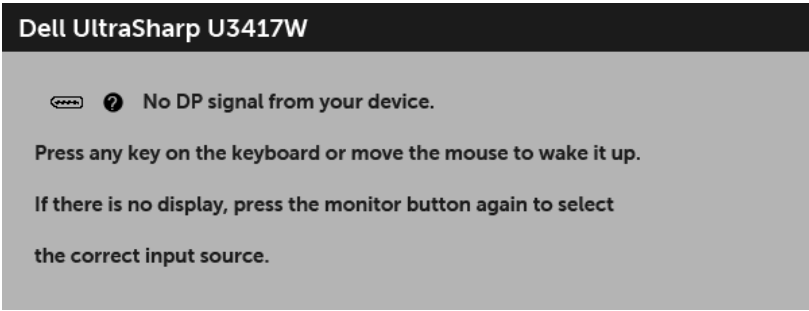 Dell UltraSharp U3417W
No DP signal from your device.
Press any key on the keyboard or move the mouse to wake it up.
If there is no display, press the monitor button again to select
the correct input source.